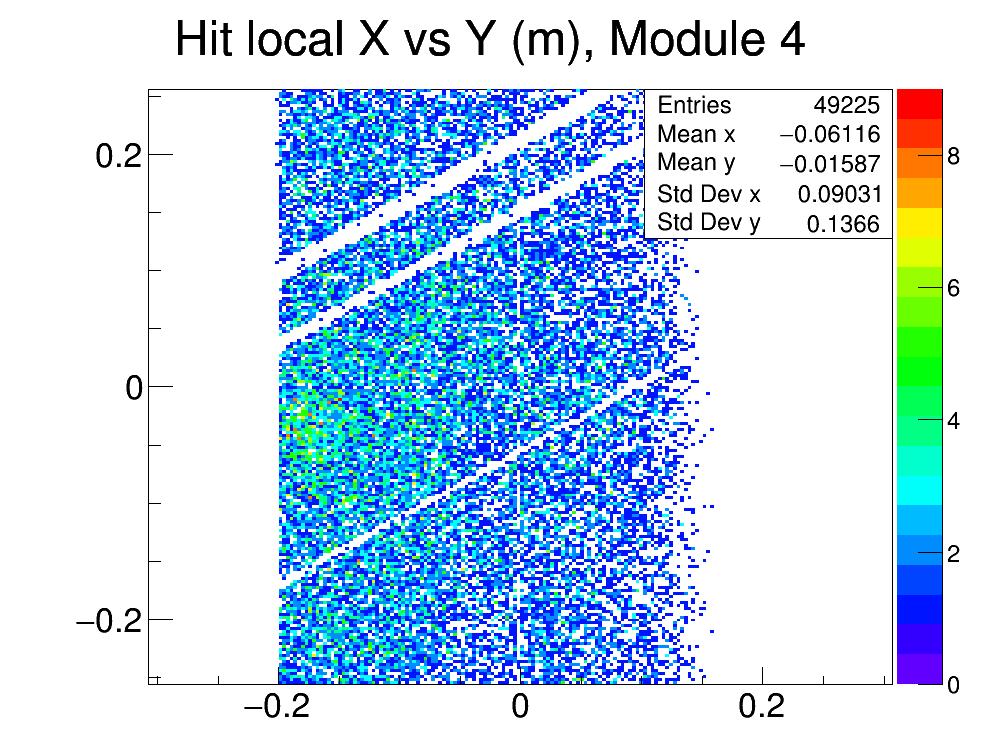 Hit local X vs Y (m), Module 4
Entries 49225
Mean x −0.06116
Mean y −0.01587
Std Dev x 0.09031
Std Dev y 0.1366
0.2
0
−0.2
−0.2 0 0.2
8
6
4
2
0